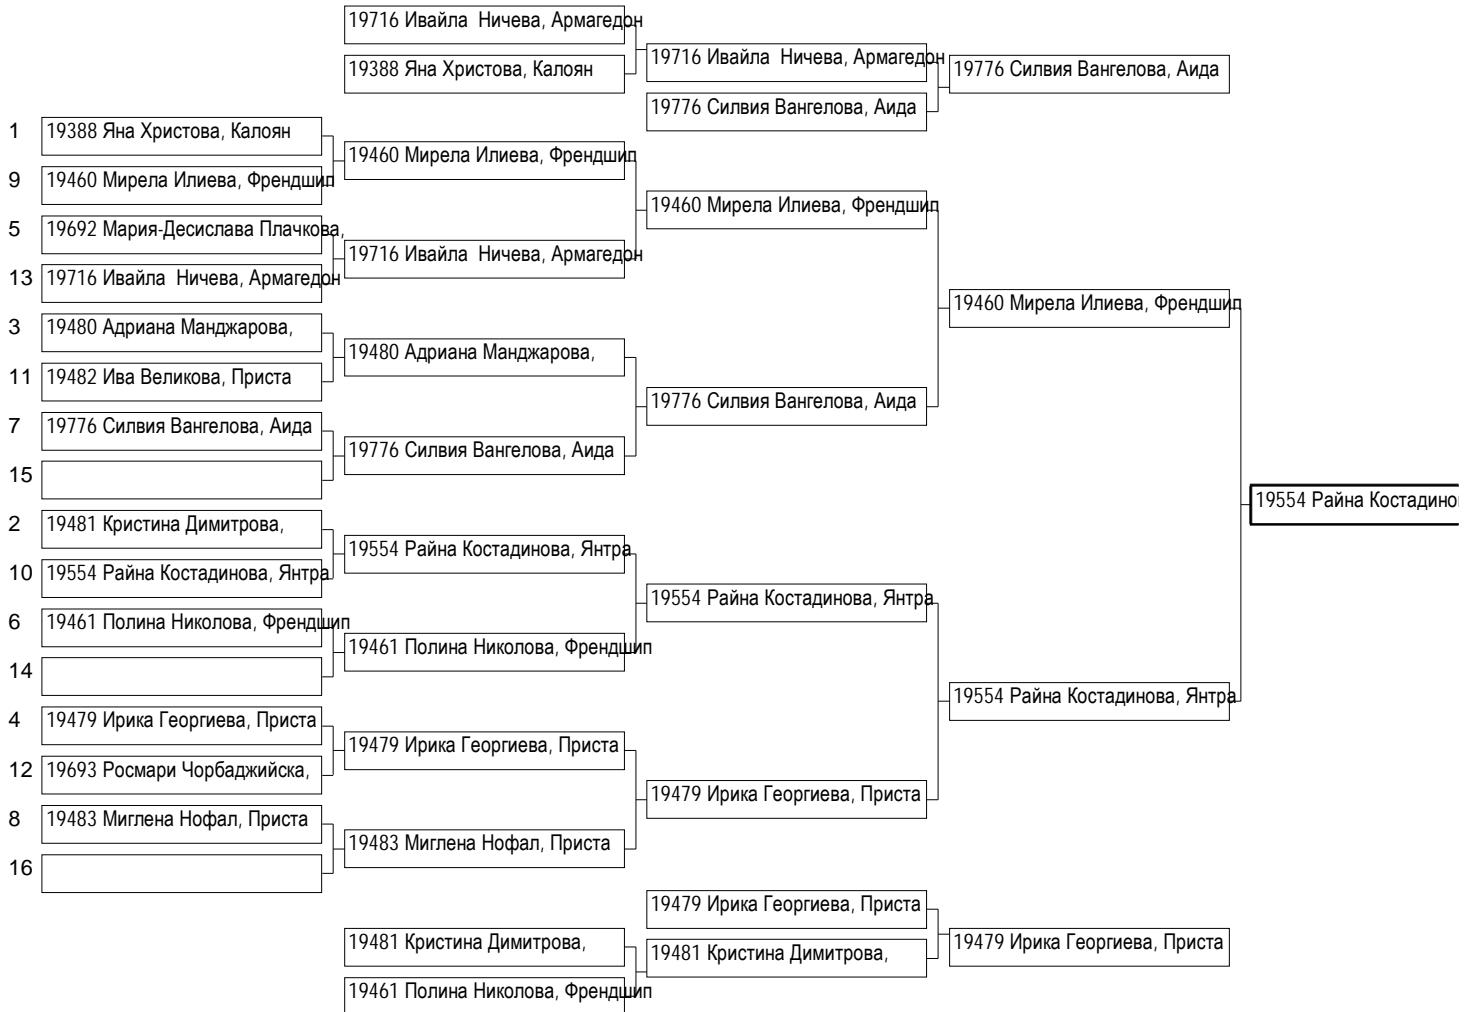 19716 Ивайла  Ничева, Армагедон
19388 Яна Христова, Калоян
19716 Ивайла  Ничева, Армагедон
19776 Силвия Вангелова, Аида
19776 Силвия Вангелова, Аида
1 19388 Яна Христова, Калоян
9 19460 Мирела Илиева, Френдшип
5 19692 Мария-Десислава Плачкова,
13 19716 Ивайла  Ничева, Армагедон
3 19480 Адриана Манджарова,
11 19482 Ива Великова, Приста
7 19776 Силвия Вангелова, Аида
15
2 19481 Кристина Димитрова,
10 19554 Райна Костадинова, Янтра
6 19461 Полина Николова, Френдшип
14
4 19479 Ирика Георгиева, Приста
12 19693 Росмари Чорбаджийска,
8 19483 Миглена Нофал, Приста
16
19460 Мирела Илиева, Френдшип
19716 Ивайла  Ничева, Армагедон
19480 Адриана Манджарова,
19776 Силвия Вангелова, Аида
19554 Райна Костадинова, Янтра
19461 Полина Николова, Френдшип
19479 Ирика Георгиева, Приста
19483 Миглена Нофал, Приста
19460 Мирела Илиева, Френдшип
19776 Силвия Вангелова, Аида
19554 Райна Костадинова, Янтра
19479 Ирика Георгиева, Приста
19460 Мирела Илиева, Френдшип
19554 Райна Костадинова, Янтра
19554 Райна
19481 Кристина Димитрова,
19461 Полина Николова, Френдшип
19479 Ирика Георгиева, Приста
19481 Кристина Димитрова,
19479 Ирика Георгиева, Приста